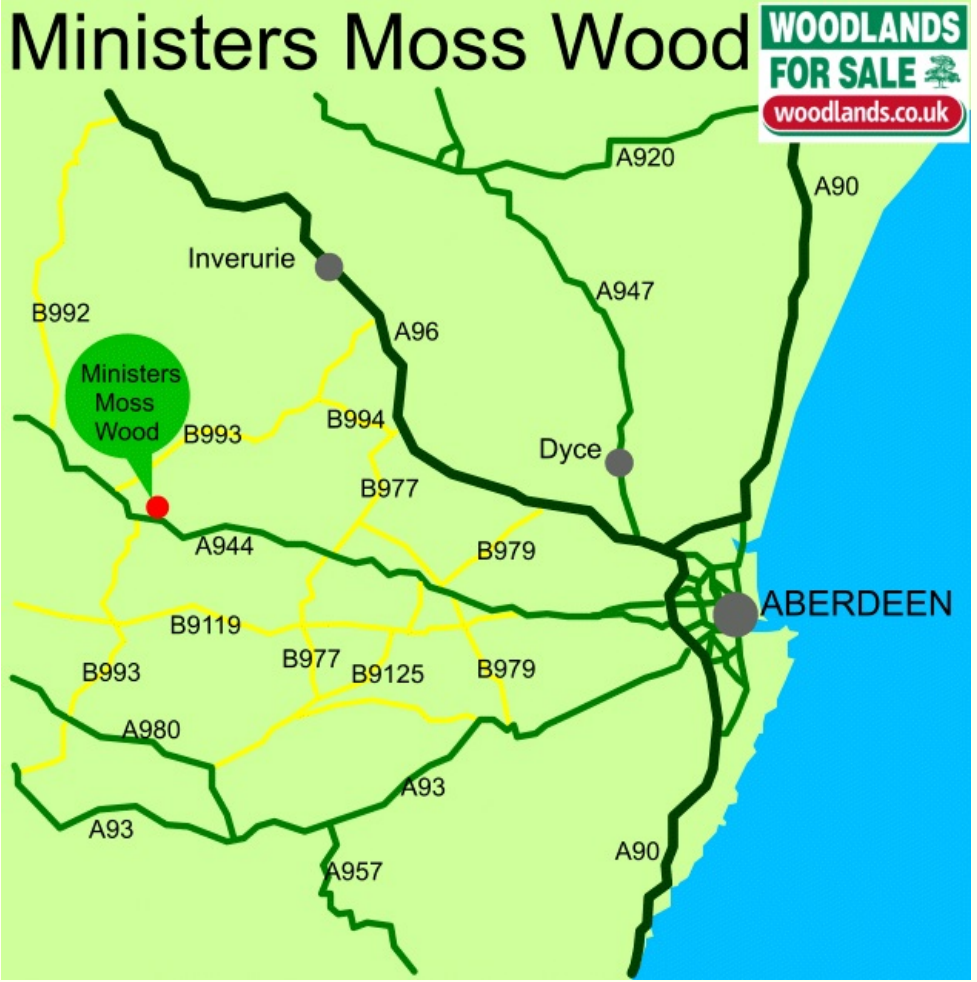 Ministers Moss Wood
WOODLANDS
FOR SALE
woodlands.co.uk
A920
A90
Inverurie
A947
B992
A96
Ministers
Moss
Wood
B994
B993
Dyce
B977
A944
B979
ABERDEEN
B9119
B977
B9125
B979
B993
A980
A93
A93
A90
A957